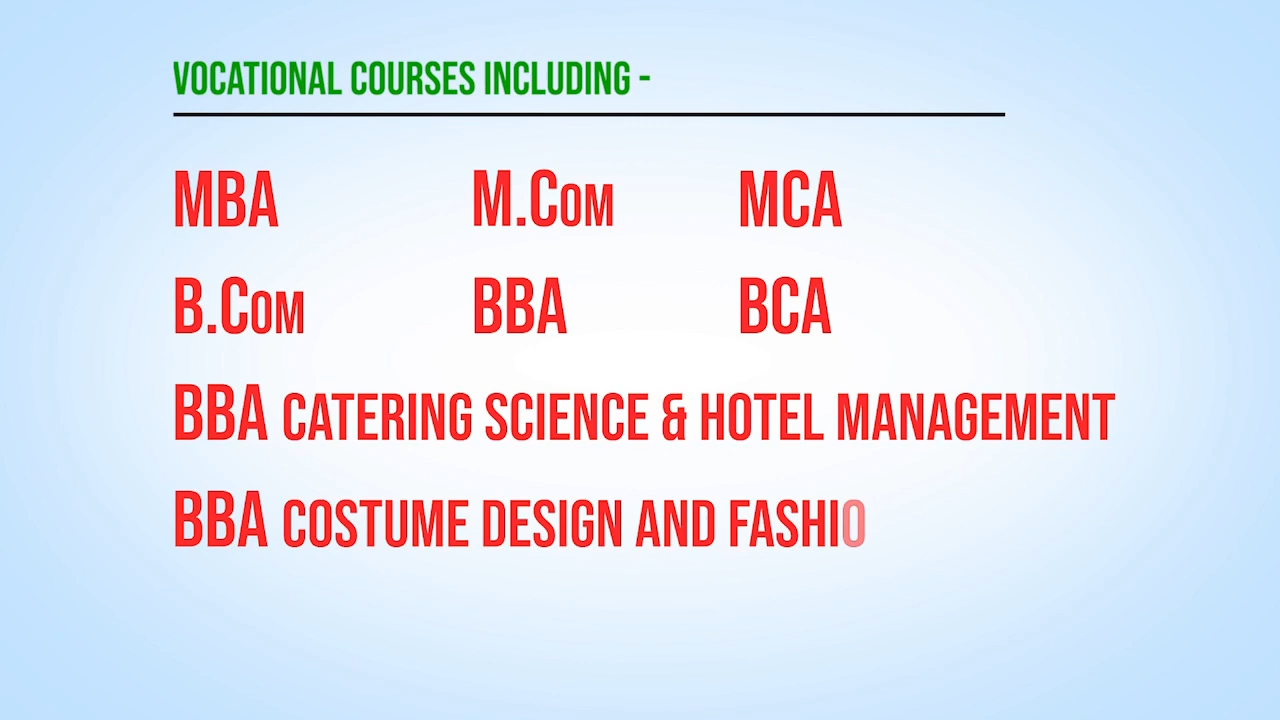 VOCATIONAL COURSES INCLUDING -
MBA M.COM MCA
B.COM BBA BCA
BBA CATERING SCIENCE & HOTEL MANAGEMENT
BBA COSTUME DESIGN AND FASHIO